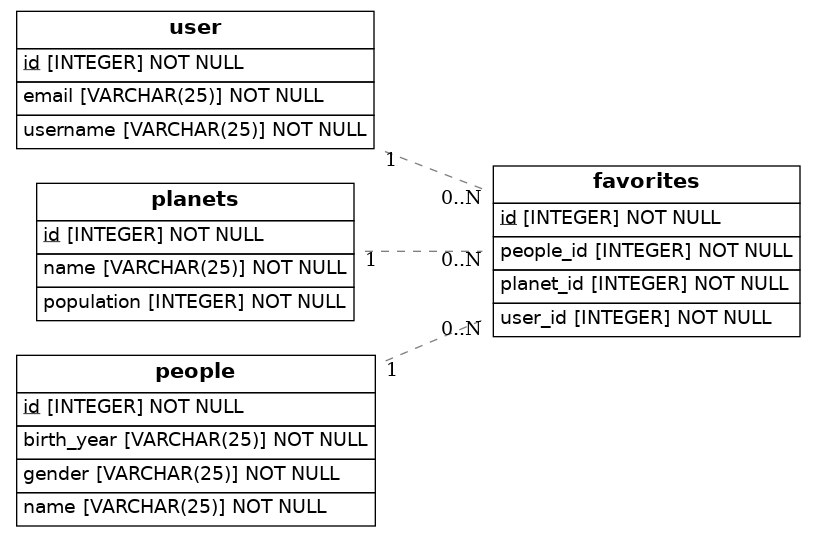 user
id [INTEGER] NOT NULL
email [VARCHAR(25)] NOT NULL
username [VARCHAR(25)] NOT NULL
1
0..N
planets
id [INTEGER] NOT NULL
name [VARCHAR(25)] NOT NULL
population [INTEGER] NOT NULL
1
0..N
people
id [INTEGER] NOT NULL
birth_year [VARCHAR(25)] NOT NULL
gender [VARCHAR(25)] NOT NULL
name [VARCHAR(25)] NOT NULL
1
0..N
favorites
id [INTEGER] NOT NULL
people_id [INTEGER] NOT NULL
planet_id [INTEGER] NOT NULL
user_id [INTEGER] NOT NULL